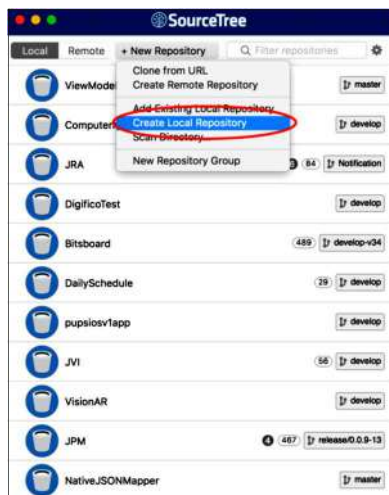 SourceTree
Local Remote + New Repository Filter repositories
Clone from URL
Create Remote Repository
Add Existing Local Repository
Create Local Repository
Scan Directory
New Repository Group
ViewModel
master
Computer
develop
JRA
84 Notification
DigificoTest
develop
Bitsboard
489 develop-v34
DailySchedule
29 develop
pupsiosv1app
develop
JVI
56 develop
VisionAR
develop
JPM
4 467 release/0.0.9-13
NativeJSONMapper
master